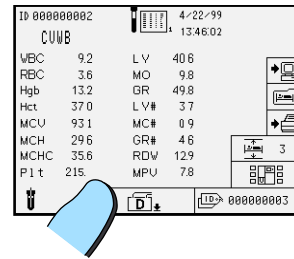 ID 000000002 1 4/22/99
CUWB 13:46:02
WBC 9.2 LY 40 6
RBC 3.6 MO 9.8
Hgb 13.2 GR 49.8
Hct 37 0 LY# 3 7
MCV 93 1 MC# 0 9
MCH 29 6 GR# 4 6
MCHC 35.6 RDW 12.9
Plt 215. MPV 7.8
3
D ID 000000003